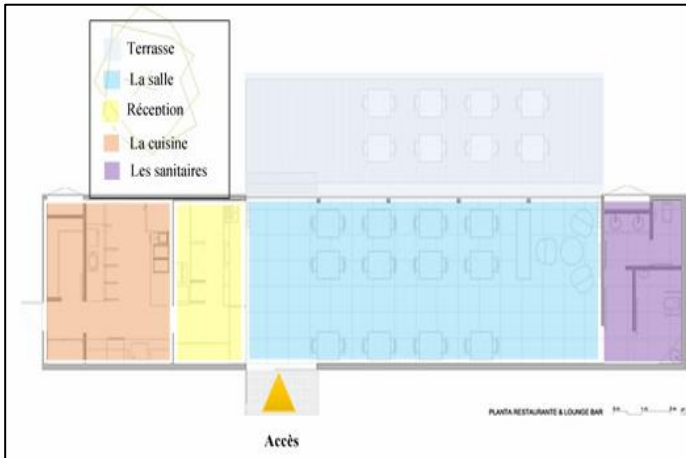 Terrasse
La salle
Réception
La cuisine
Les sanitaires
PLANTA RESTAURANTE & LOUNGE BAR
Accès